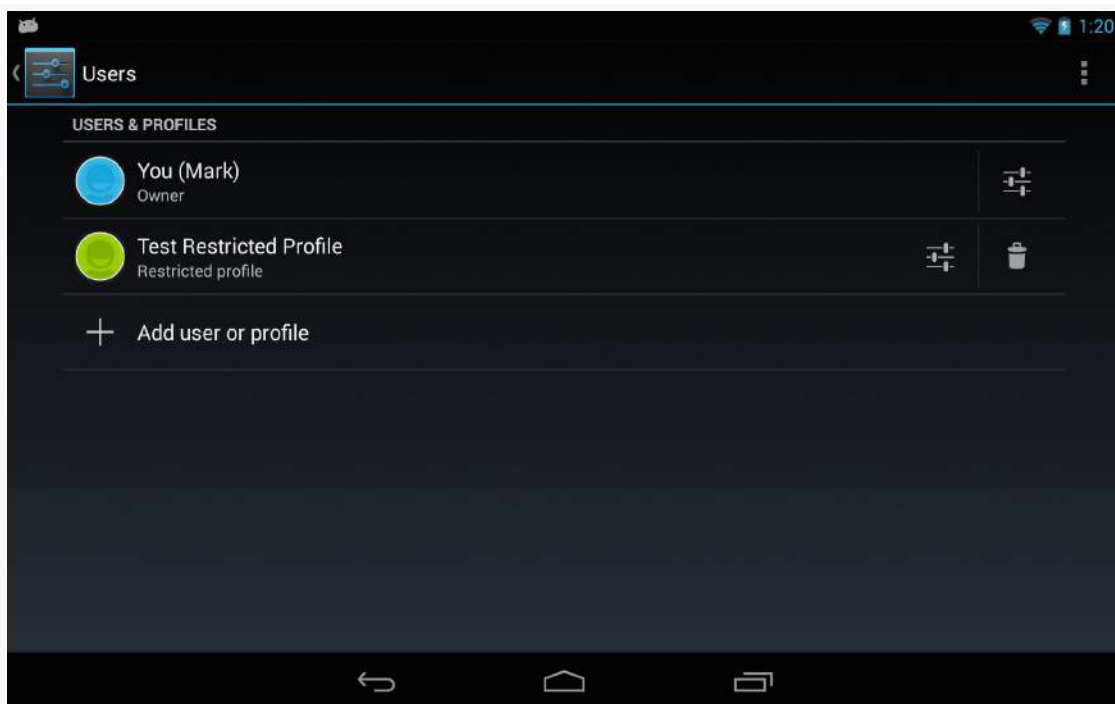 1:20
Users
USERS & PROFILES
You (Mark)
Owner
Test Restricted Profile
Restricted profile
Add user or profile